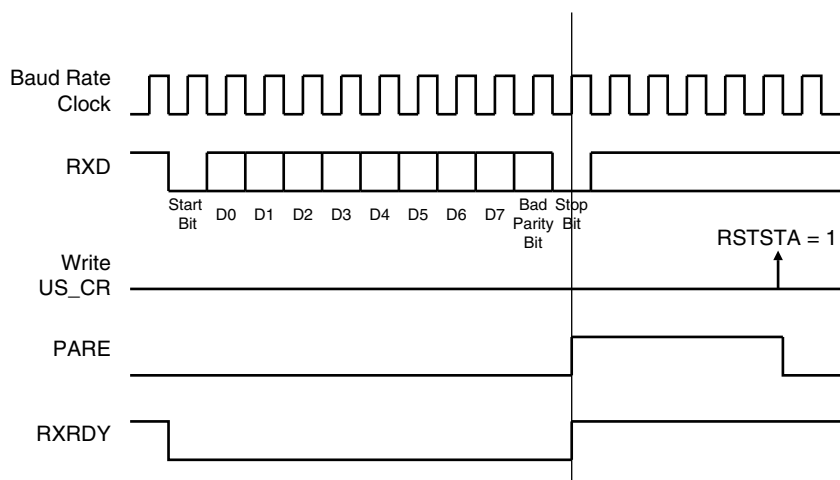 Baud Rate
Clock
RXD
Start
Bit
D0
D1
D2
D3
D4
D5
D6
D7
Bad
Parity
Bit
Stop
Bit
RSTSTA = 1
Write
US_CR
PARE
RXRDY